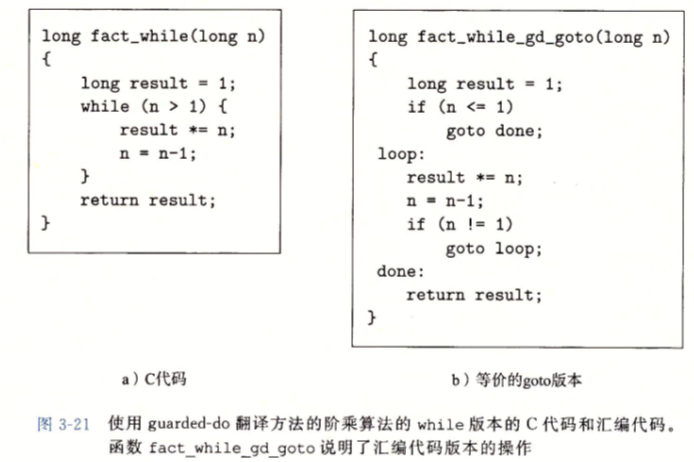 long fact_while(long n)
{
    long result = 1;
    while (n > 1) {
        result *= n;
        n = n-1;
    }
    return result;
}
a）C代码
long fact_while_gd_goto(long n)
{
    long result = 1;
    if (n <= 1)
        goto done;
 loop:
    result *= n;
    n = n-1;
    if (n != 1)
        goto loop;
 done:
    return result;
}
b）等价的goto版本
图 3-21 使用 guarded-do 翻译方法的阶乘算法的 while 版本的 C 代码和汇编代码。
函数 fact_while_gd_goto 说明了汇编代码版本的操作